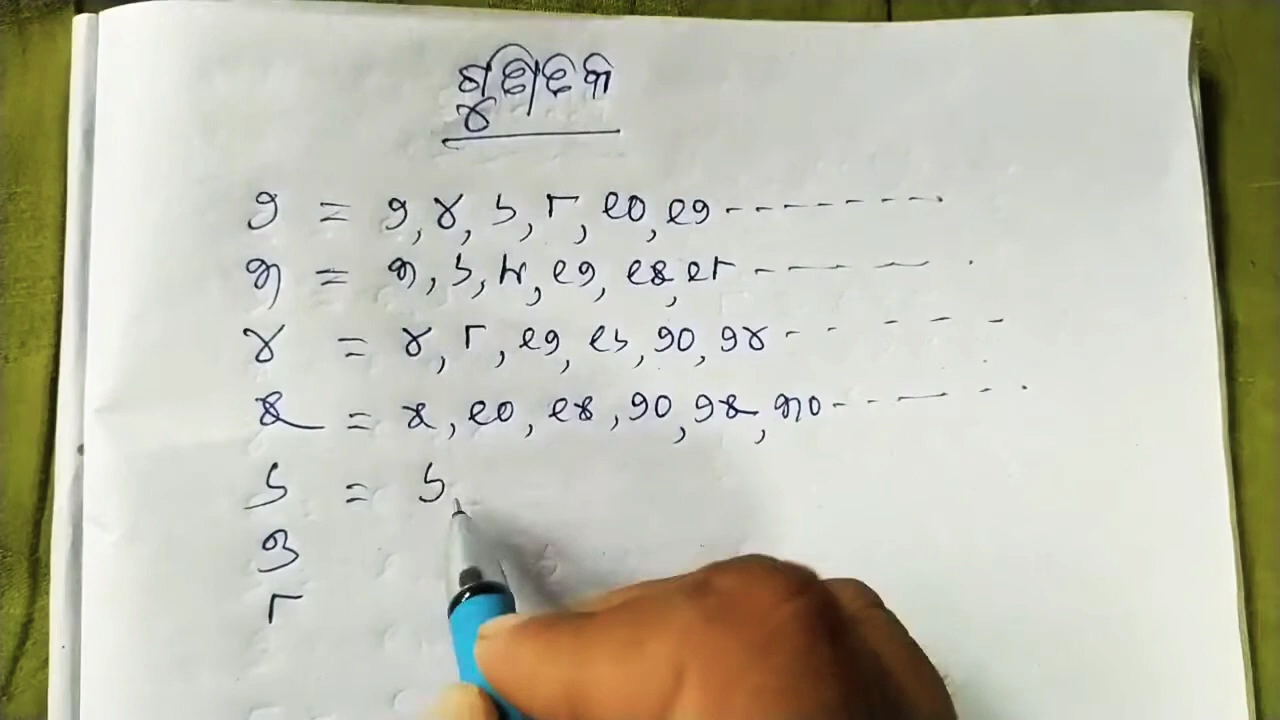 ଗୁଣିତକ
୨ = ୨, ୪, ୬, ୮, ୧୦, ୧୨ -------
୩ = ୩, ୬, ୯, ୧୨, ୧୫, ୧୮ ------
୪ = ୪, ୮, ୧୨, ୧୬, ୨୦, ୨୪ ------
୫ = ୫, ୧୦, ୧୫, ୨୦, ୨୫, ୩୦ ------
୬ = ୬,
୭
୮